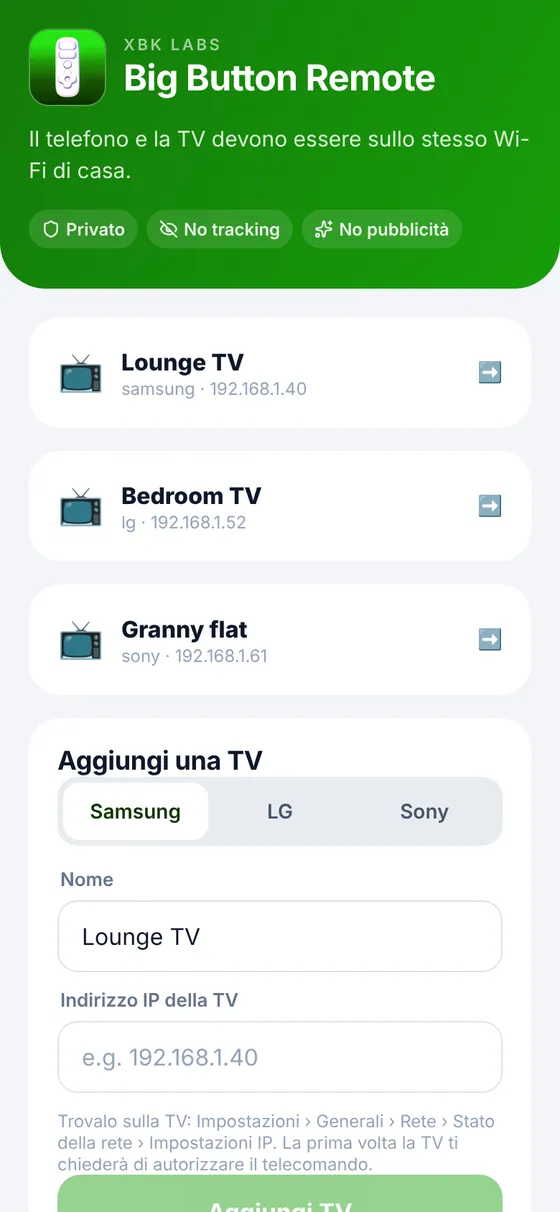 XBK LABS
Big Button Remote
Il telefono e la TV devono essere sullo stesso Wi-
Fi di casa.
Privato
No tracking
No pubblicità
Lounge TV
samsung · 192.168.1.40
Bedroom TV
lg · 192.168.1.52
Granny flat
sony · 192.168.1.61
Aggiungi una TV
Samsung
LG
Sony
Nome
Lounge TV
Indirizzo IP della TV
e.g. 192.168.1.40
Trovalo sulla TV: Impostazioni › Generali › Rete › Stato
della rete › Impostazioni IP. La prima volta la TV ti
chiederà di autorizzare il telecomando.
Aggiungi TV